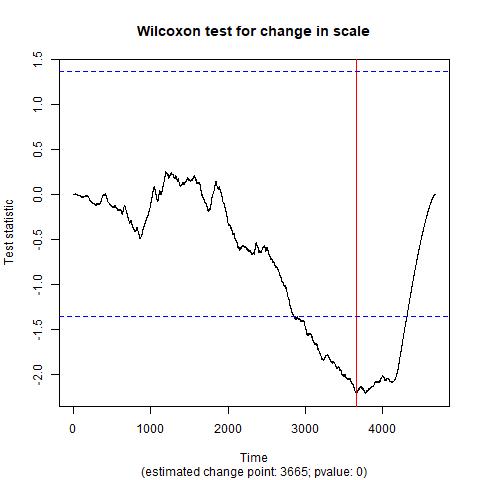 Wilcoxon test for change in scale
Test statistic
1.5
1.0
0.5
0.0
-0.5
-1.0
-1.5
-2.0
0 1000 2000 3000 4000
Time
(estimated change point: 3665; pvalue: 0)